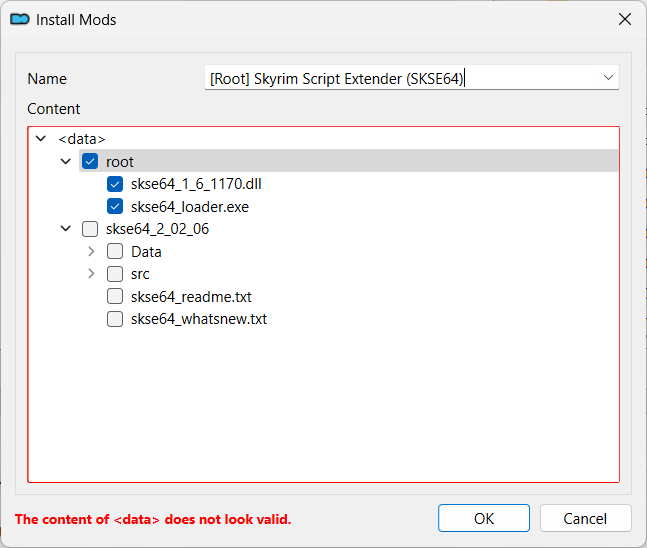 Install Mods
Name
[Root] Skyrim Script Extender (SKSE64)
Content
<data>
root
skse64_1_6_1170.dll
skse64_loader.exe
skse64_2_02_06
Data
src
skse64_readme.txt
skse64_whatsnew.txt
The content of <data> does not look valid.
OK
Cancel